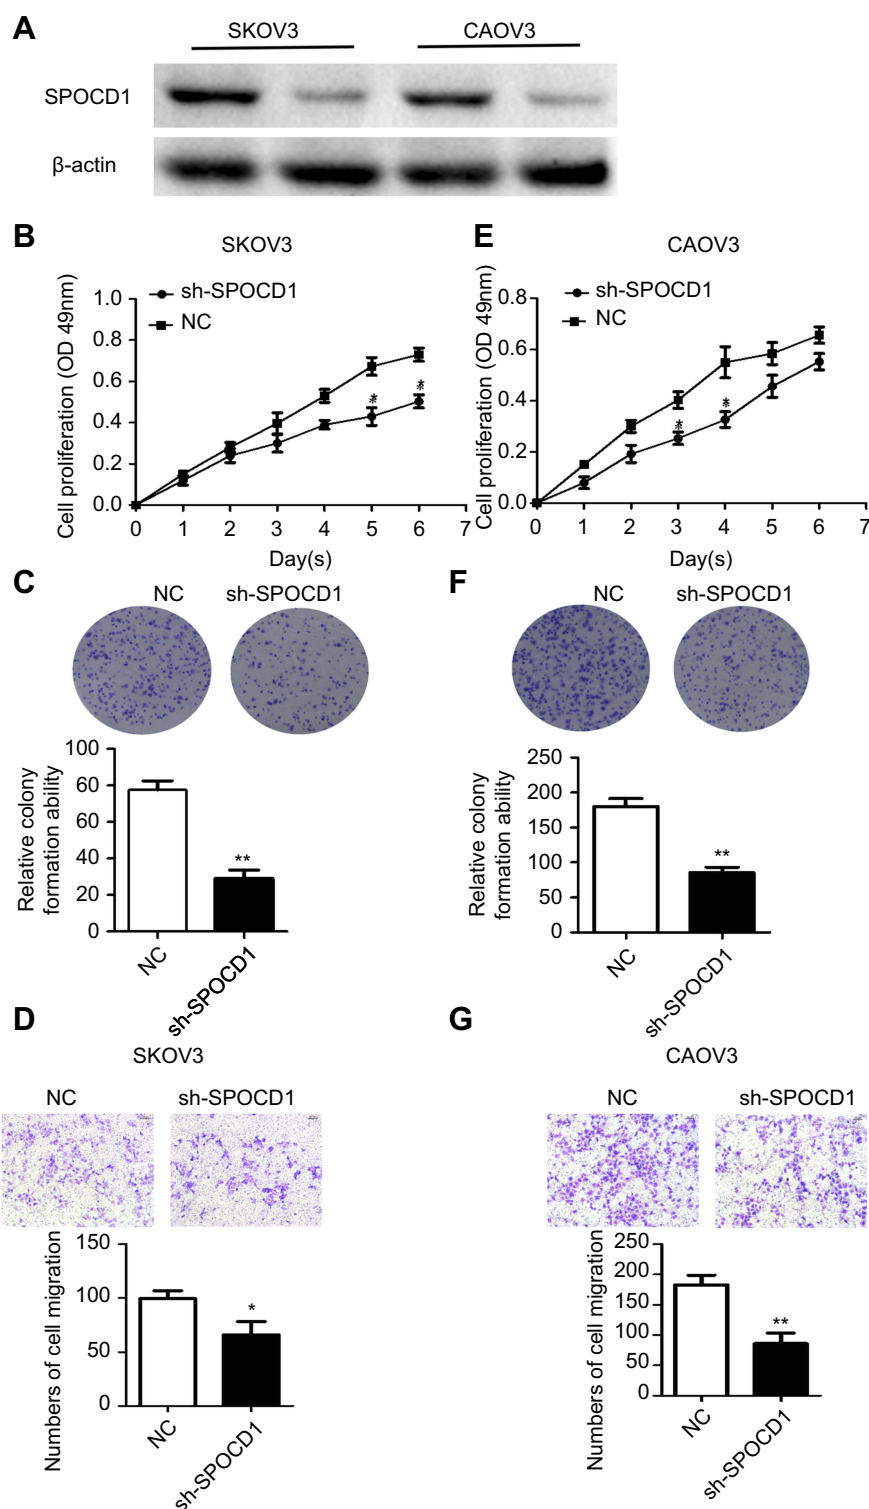 A
SKOV3
CAOV3
SPOCD1
β-actin
B
SKOV3
Cell proliferation (OD 49nm)
1.0
0.8
0.6
0.4
0.2
0.0
sh-SPOCD1
NC
*
*
0 1 2 3 4 5 6 7
Day(s)
E
CAOV3
Cell proliferation (OD 49nm)
0.8
0.6
0.4
0.2
0.0
sh-SPOCD1
NC
*
*
0 1 2 3 4 5 6 7
Day(s)
C
NC
sh-SPOCD1
Relative colony
formation ability
100
80
60
40
20
0
**
NC
sh-SPOCD1
F
NC
sh-SPOCD1
Relative colony
formation ability
250
200
150
100
50
0
**
NC
sh-SPOCD1
D
SKOV3
NC
sh-SPOCD1
Numbers of cell migration
150
100
50
0
*
NC
sh-SPOCD1
G
CAOV3
NC
sh-SPOCD1
Numbers of cell migration
250
200
150
100
50
0
**
NC
sh-SPOCD1